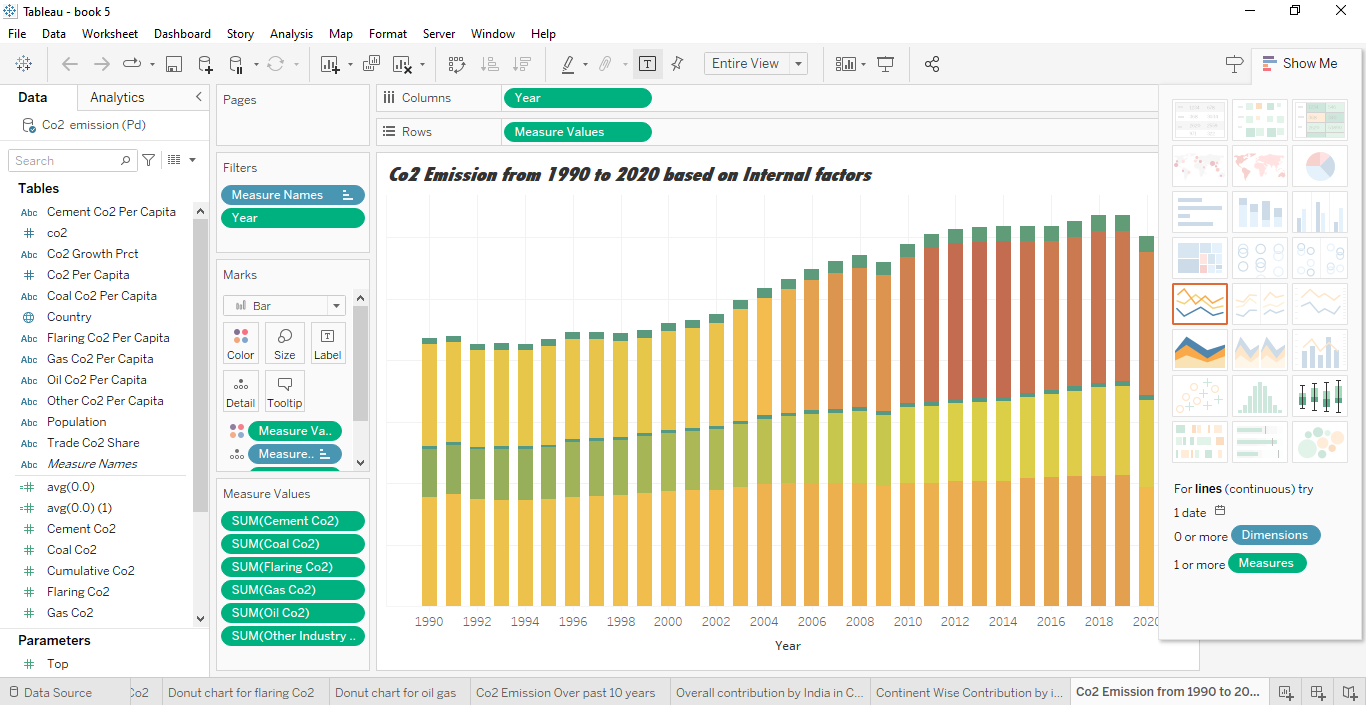 Tableau - book 5
File Data Worksheet Dashboard Story Analysis Map Format Server Window Help
Entire View
Show Me
Data Analytics
Co2 emission (Pd)
Search
Tables
Abc Cement Co2 Per Capita
# co2
Abc Co2 Growth Prct
# Co2 Per Capita
Abc Coal Co2 Per Capita
Country
Abc Flaring Co2 Per Capita
Abc Gas Co2 Per Capita
Abc Oil Co2 Per Capita
Abc Other Co2 Per Capita
Abc Population
Abc Trade Co2 Share
Abc Measure Names
=# avg(0.0)
=# avg(0.0) (1)
# Cement Co2
# Coal Co2
# Cumulative Co2
# Flaring Co2
# Gas Co2
Parameters
# Top
Pages
Filters
Measure Names
Year
Marks
Bar
Color Size Label
Detail Tooltip
Measure Va..
Measure..
Measure Values
SUM(Cement Co2)
SUM(Coal Co2)
SUM(Flaring Co2)
SUM(Gas Co2)
SUM(Oil Co2)
SUM(Other Industry ..
Columns Year
Rows Measure Values
Co2 Emission from 1990 to 2020 based on Internal factors
1990 1992 1994 1996 1998 2000 2002 2004 2006 2008 2010 2012 2014 2016 2018 2020
Year
For lines (continuous) try
1 date
0 or more Dimensions
1 or more Measures
Data Source Co2 Donut chart for flaring Co2 Donut chart for oil gas Co2 Emission Over past 10 years Overall contribution by India in C... Continent Wise Contribution by i... Co2 Emission from 1990 to 20...